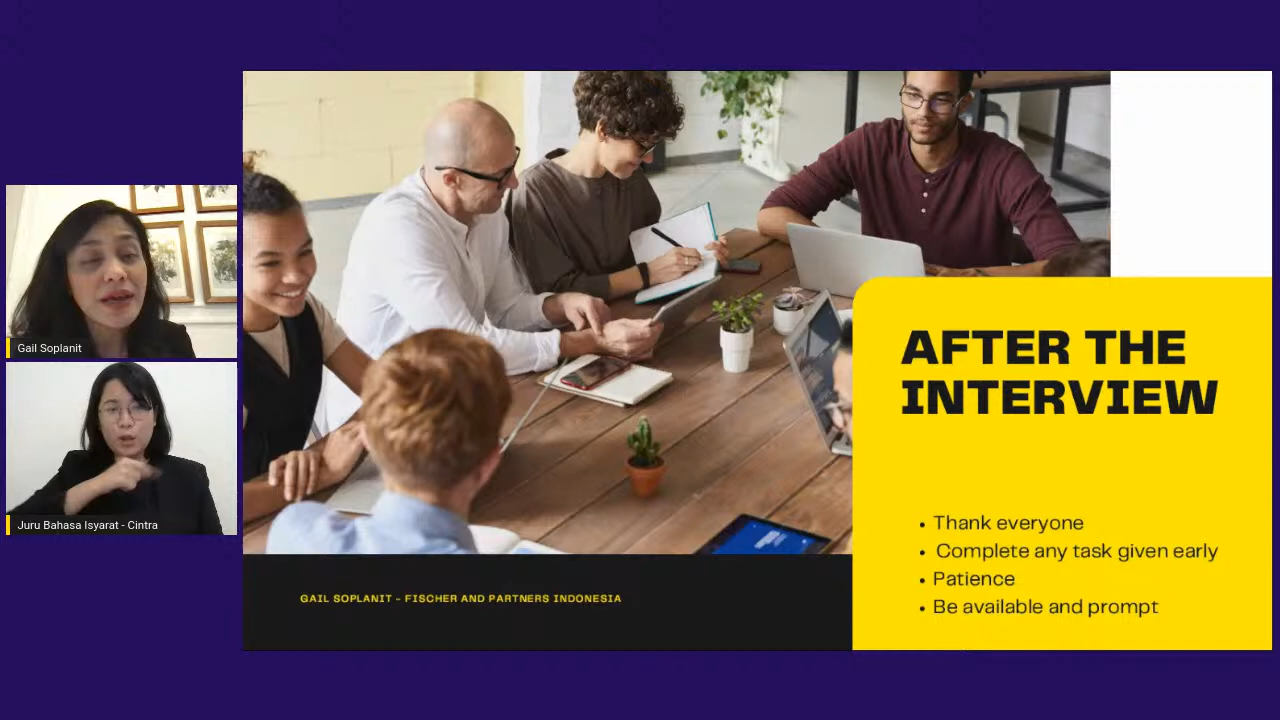 Gail Soplanit
Juru Bahasa Isyarat - Cintra
AFTER THE
INTERVIEW
• Thank everyone
• Complete any task given early
• Patience
• Be available and prompt
GAIL SOPLANIT - FISCHER AND PARTNERS INDONESIA